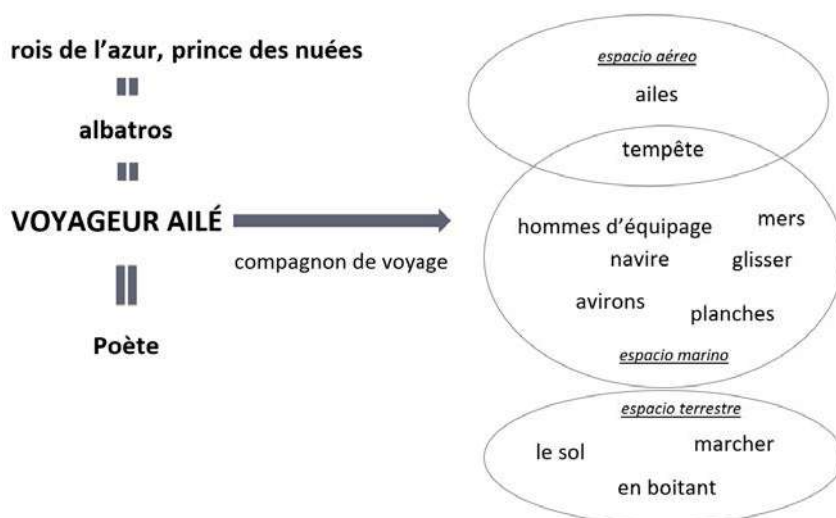 rois de l'azur, prince des nuées
albatros
VOYAGEUR AILÉ
compagnon de voyage
Poète
espacio aéreo
ailes
tempête
hommes d'équipage
mers
navire
glisser
avirons
planches
espacio marino
espacio terrestre
le sol
marcher
en boitant